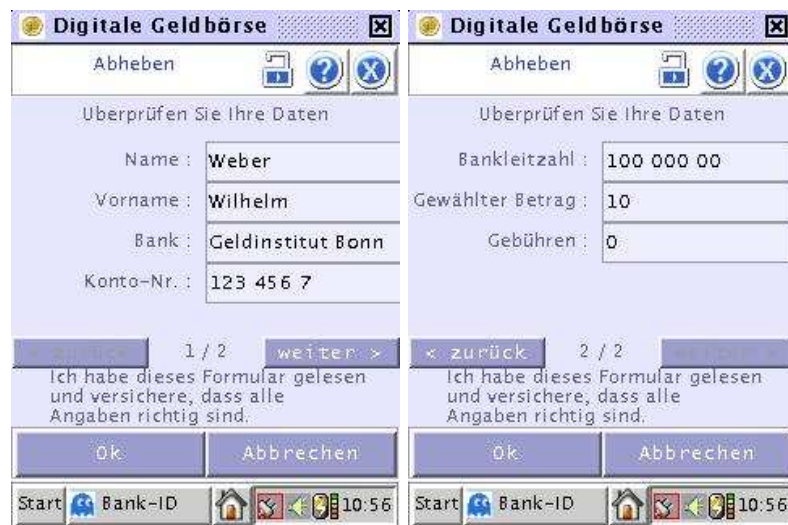 Digitale Geldbörse
Abheben
Uberprüfen Sie Ihre Daten
Name : Weber
Vorname : Wilhelm
Bank : Geldinstitut Bonn
Konto-Nr. : 123 456 7
< zurück 1 / 2 weiter >
Ich habe dieses Formular gelesen
und versichere, dass alle
Angaben richtig sind.
Ok Abbrechen
Start Bank-ID 10:56
Digitale Geldbörse
Abheben
Uberprüfen Sie Ihre Daten
Bankleitzahl : 100 000 00
Gewählter Betrag : 10
Gebühren : 0
< zurück 2 / 2 weiter >
Ich habe dieses Formular gelesen
und versichere, dass alle
Angaben richtig sind.
Ok Abbrechen
Start Bank-ID 10:56